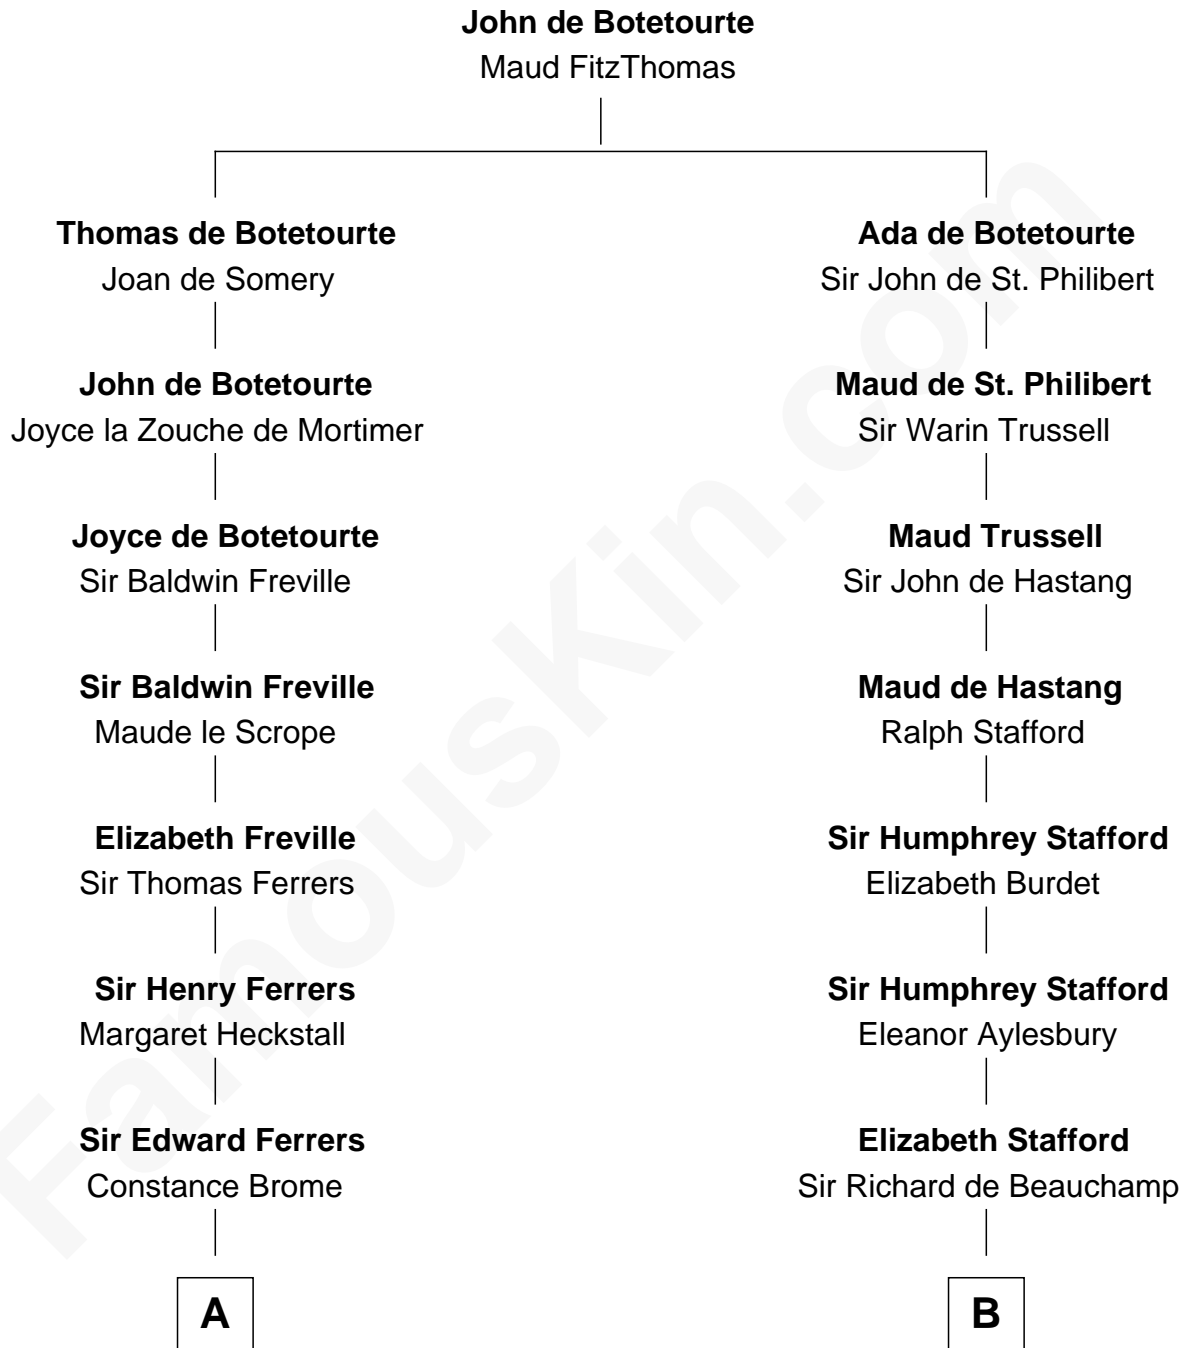 John de Botetourte
Maud FitzThomas
Thomas de Botetourte
Joan de Somery
John de Botetourte
Joyce la Zouche de Mortimer
Joyce de Botetourte
Sir Baldwin Freville
Sir Baldwin Freville
Maude le Scrope
Elizabeth Freville
Sir Thomas Ferrers
Sir Henry Ferrers
Margaret Heckstall
Sir Edward Ferrers
Constance Brome
A
Ada de Botetourte
Sir John de St. Philibert
Maud de St. Philibert
Sir Warin Trussell
Maud Trussell
Sir John de Hastang
Maud de Hastang
Ralph Stafford
Sir Humphrey Stafford
Elizabeth Burdet
Sir Humphrey Stafford
Eleanor Aylesbury
Elizabeth Stafford
Sir Richard de Beauchamp
B
FamousKin.com